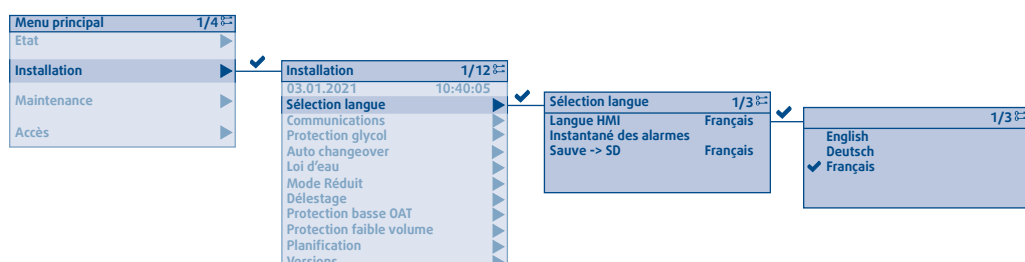 Menu principal 1/4
Etat
Installation
Maintenance
Accès
Installation 1/12
03.01.2021 10:40:05
Sélection langue
Communications
Protection glycol
Auto changeover
Loi d'eau
Mode Réduit
Délestage
Protection basse OAT
Protection faible volume
Planification
Versions
Sélection langue 1/3
Langue HMI Français
Instantané des alarmes
Sauve -> SD Français
1/3
English
Deutsch
Français